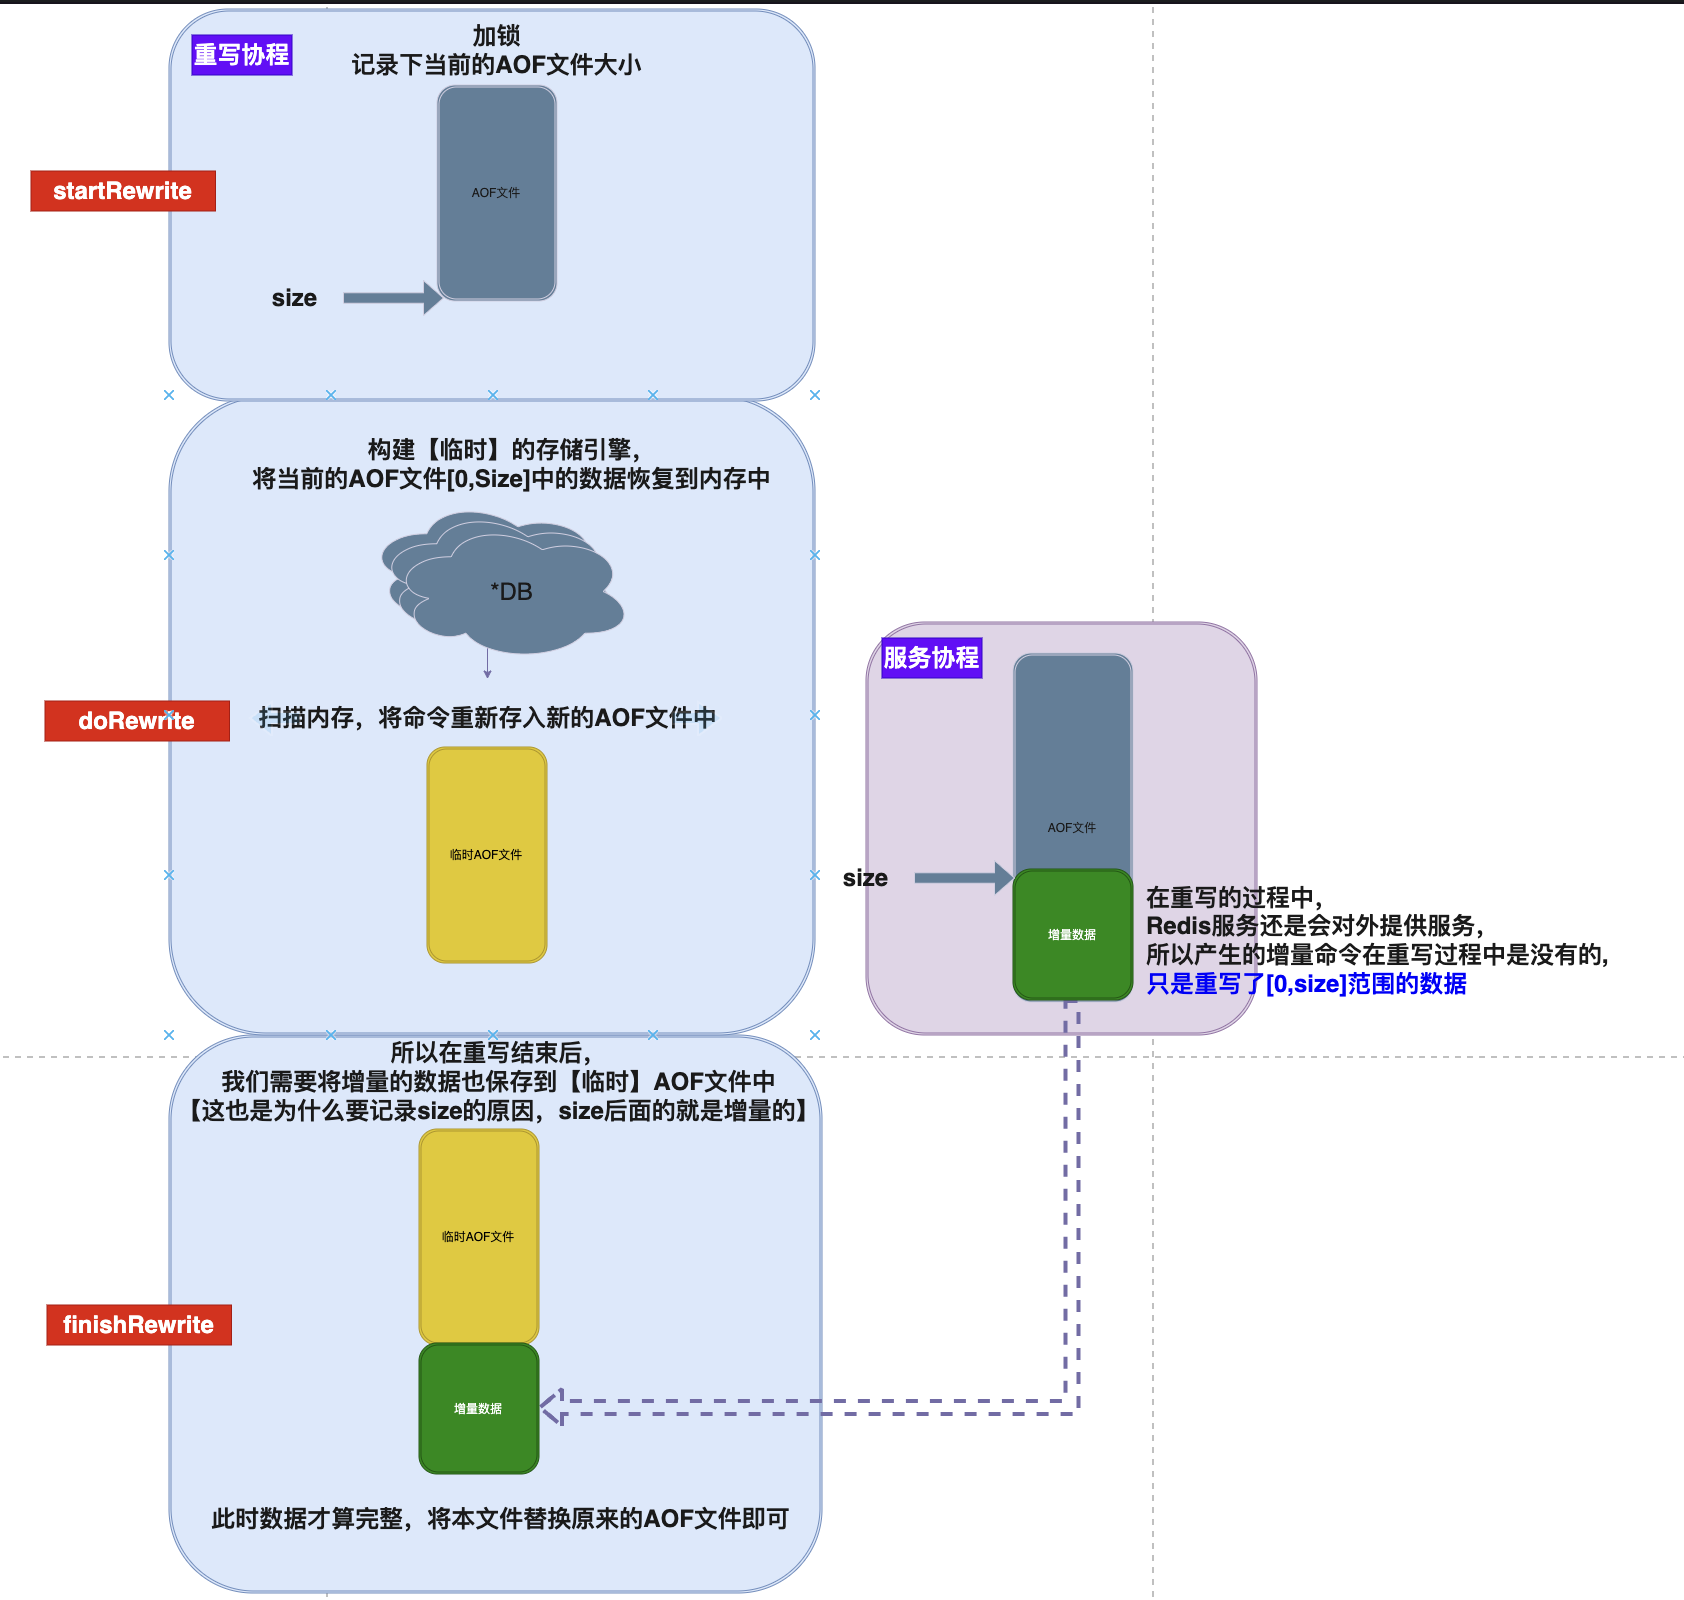 重写协程
加锁
记录下当前的AOF文件大小
AOF文件
startRewrite
size
构建【临时】的存储引擎，
将当前的AOF文件[0,Size]中的数据恢复到内存中
*DB
doRewrite
扫描内存，将命令重新存入新的AOF文件中
临时AOF文件
服务协程
AOF文件
size
增量数据
在重写的过程中，
Redis服务还是会对外提供服务，
所以产生的增量命令在重写过程中是没有的，
只是重写了[0,size]范围的数据
所以在重写结束后，
我们需要将增量的数据也保存到【临时】AOF文件中
【这也是为什么要记录size的原因，size后面的就是增量的】
临时AOF文件
finishRewrite
增量数据
此时数据才算完整，将本文件替换原来的AOF文件即可